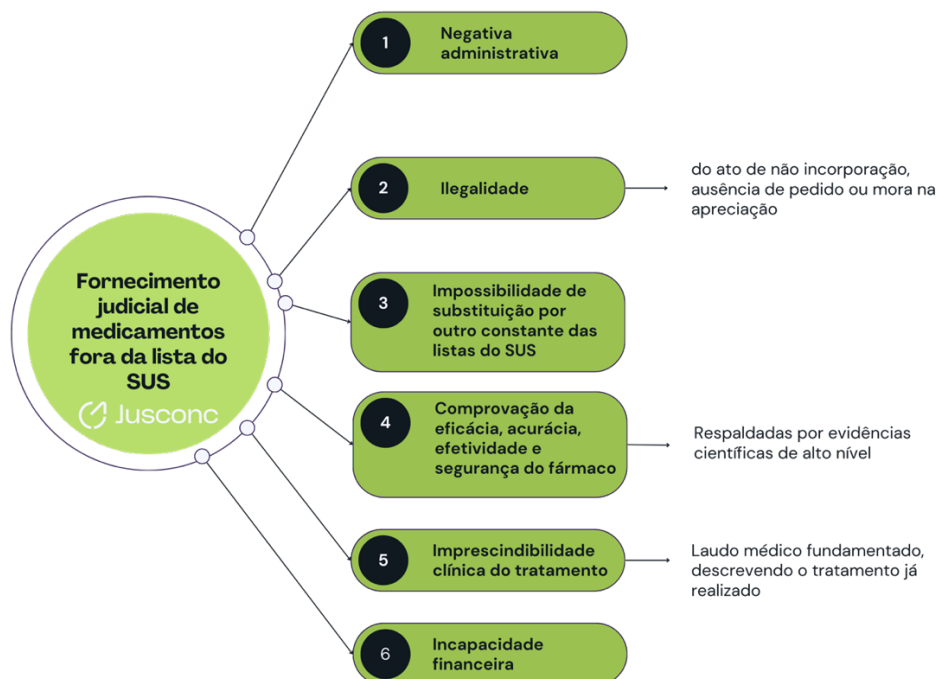 Fornecimento
judicial de
medicamentos
fora da lista do
SUS
Jusconc
1
Negativa
administrativa
2
Ilegalidade
do ato de não incorporação,
ausência de pedido ou mora na
apreciação
3
Impossibilidade de
substituição por
outro constante das
listas do SUS
4
Comprovação da
eficácia, acurácia,
efetividade e
segurança do fármaco
Respaldadas por evidências
científicas de alto nível
5
Imprescindibilidade
clínica do tratamento
Laudo médico fundamentado,
descrevendo o tratamento já
realizado
6
Incapacidade
financeira